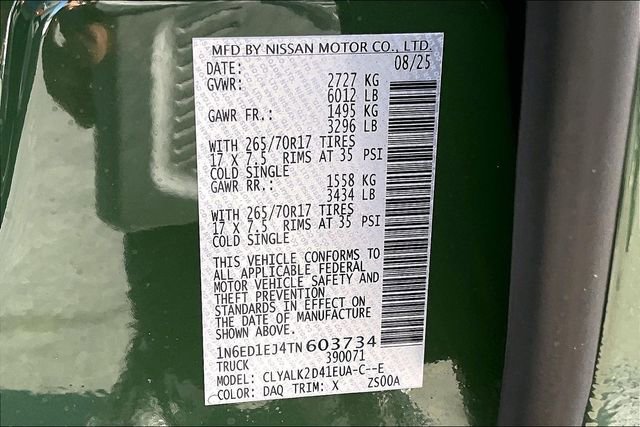 MFD BY NISSAN MOTOR CO., LTD.
DATE: 08/25
GVWR: 2727 KG
6012 LB
GAWR FR.: 1495 KG
3296 LB
WITH 265/70R17 TIRES
17 X 7.5 RIMS AT 35 PSI
COLD SINGLE
GAWR RR.: 1558 KG
3434 LB
WITH 265/70R17 TIRES
17 X 7.5 RIMS AT 35 PSI
COLD SINGLE
THIS VEHICLE CONFORMS TO
ALL APPLICABLE FEDERAL
MOTOR VEHICLE SAFETY AND
THEFT PREVENTION
STANDARDS IN EFFECT ON
THE DATE OF MANUFACTURE
SHOWN ABOVE.
1N6ED1EJ4TN603734
TRUCK 390071
MODEL: CLYALK2D41EUA-C--E
COLOR: DAQ TRIM: X ZS00A